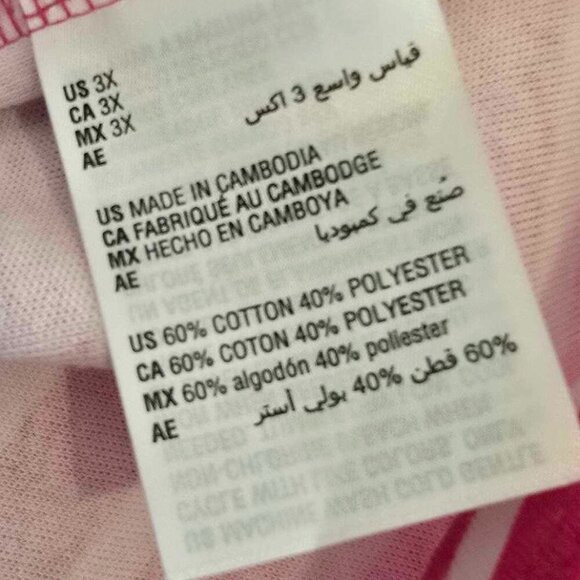 US 3X
CA 3X
MX 3X
AE قياس واسع 3 اكس
US MADE IN CAMBODIA
CA FABRIQUÉ AU CAMBODGE
MX HECHO EN CAMBOYA
AE صنع في كمبوديا
US 60% COTTON 40% POLYESTER
CA 60% COTON 40% POLYESTER
MX 60% algodón 40% poliester
AE 60% قطن 40% بولي أستر